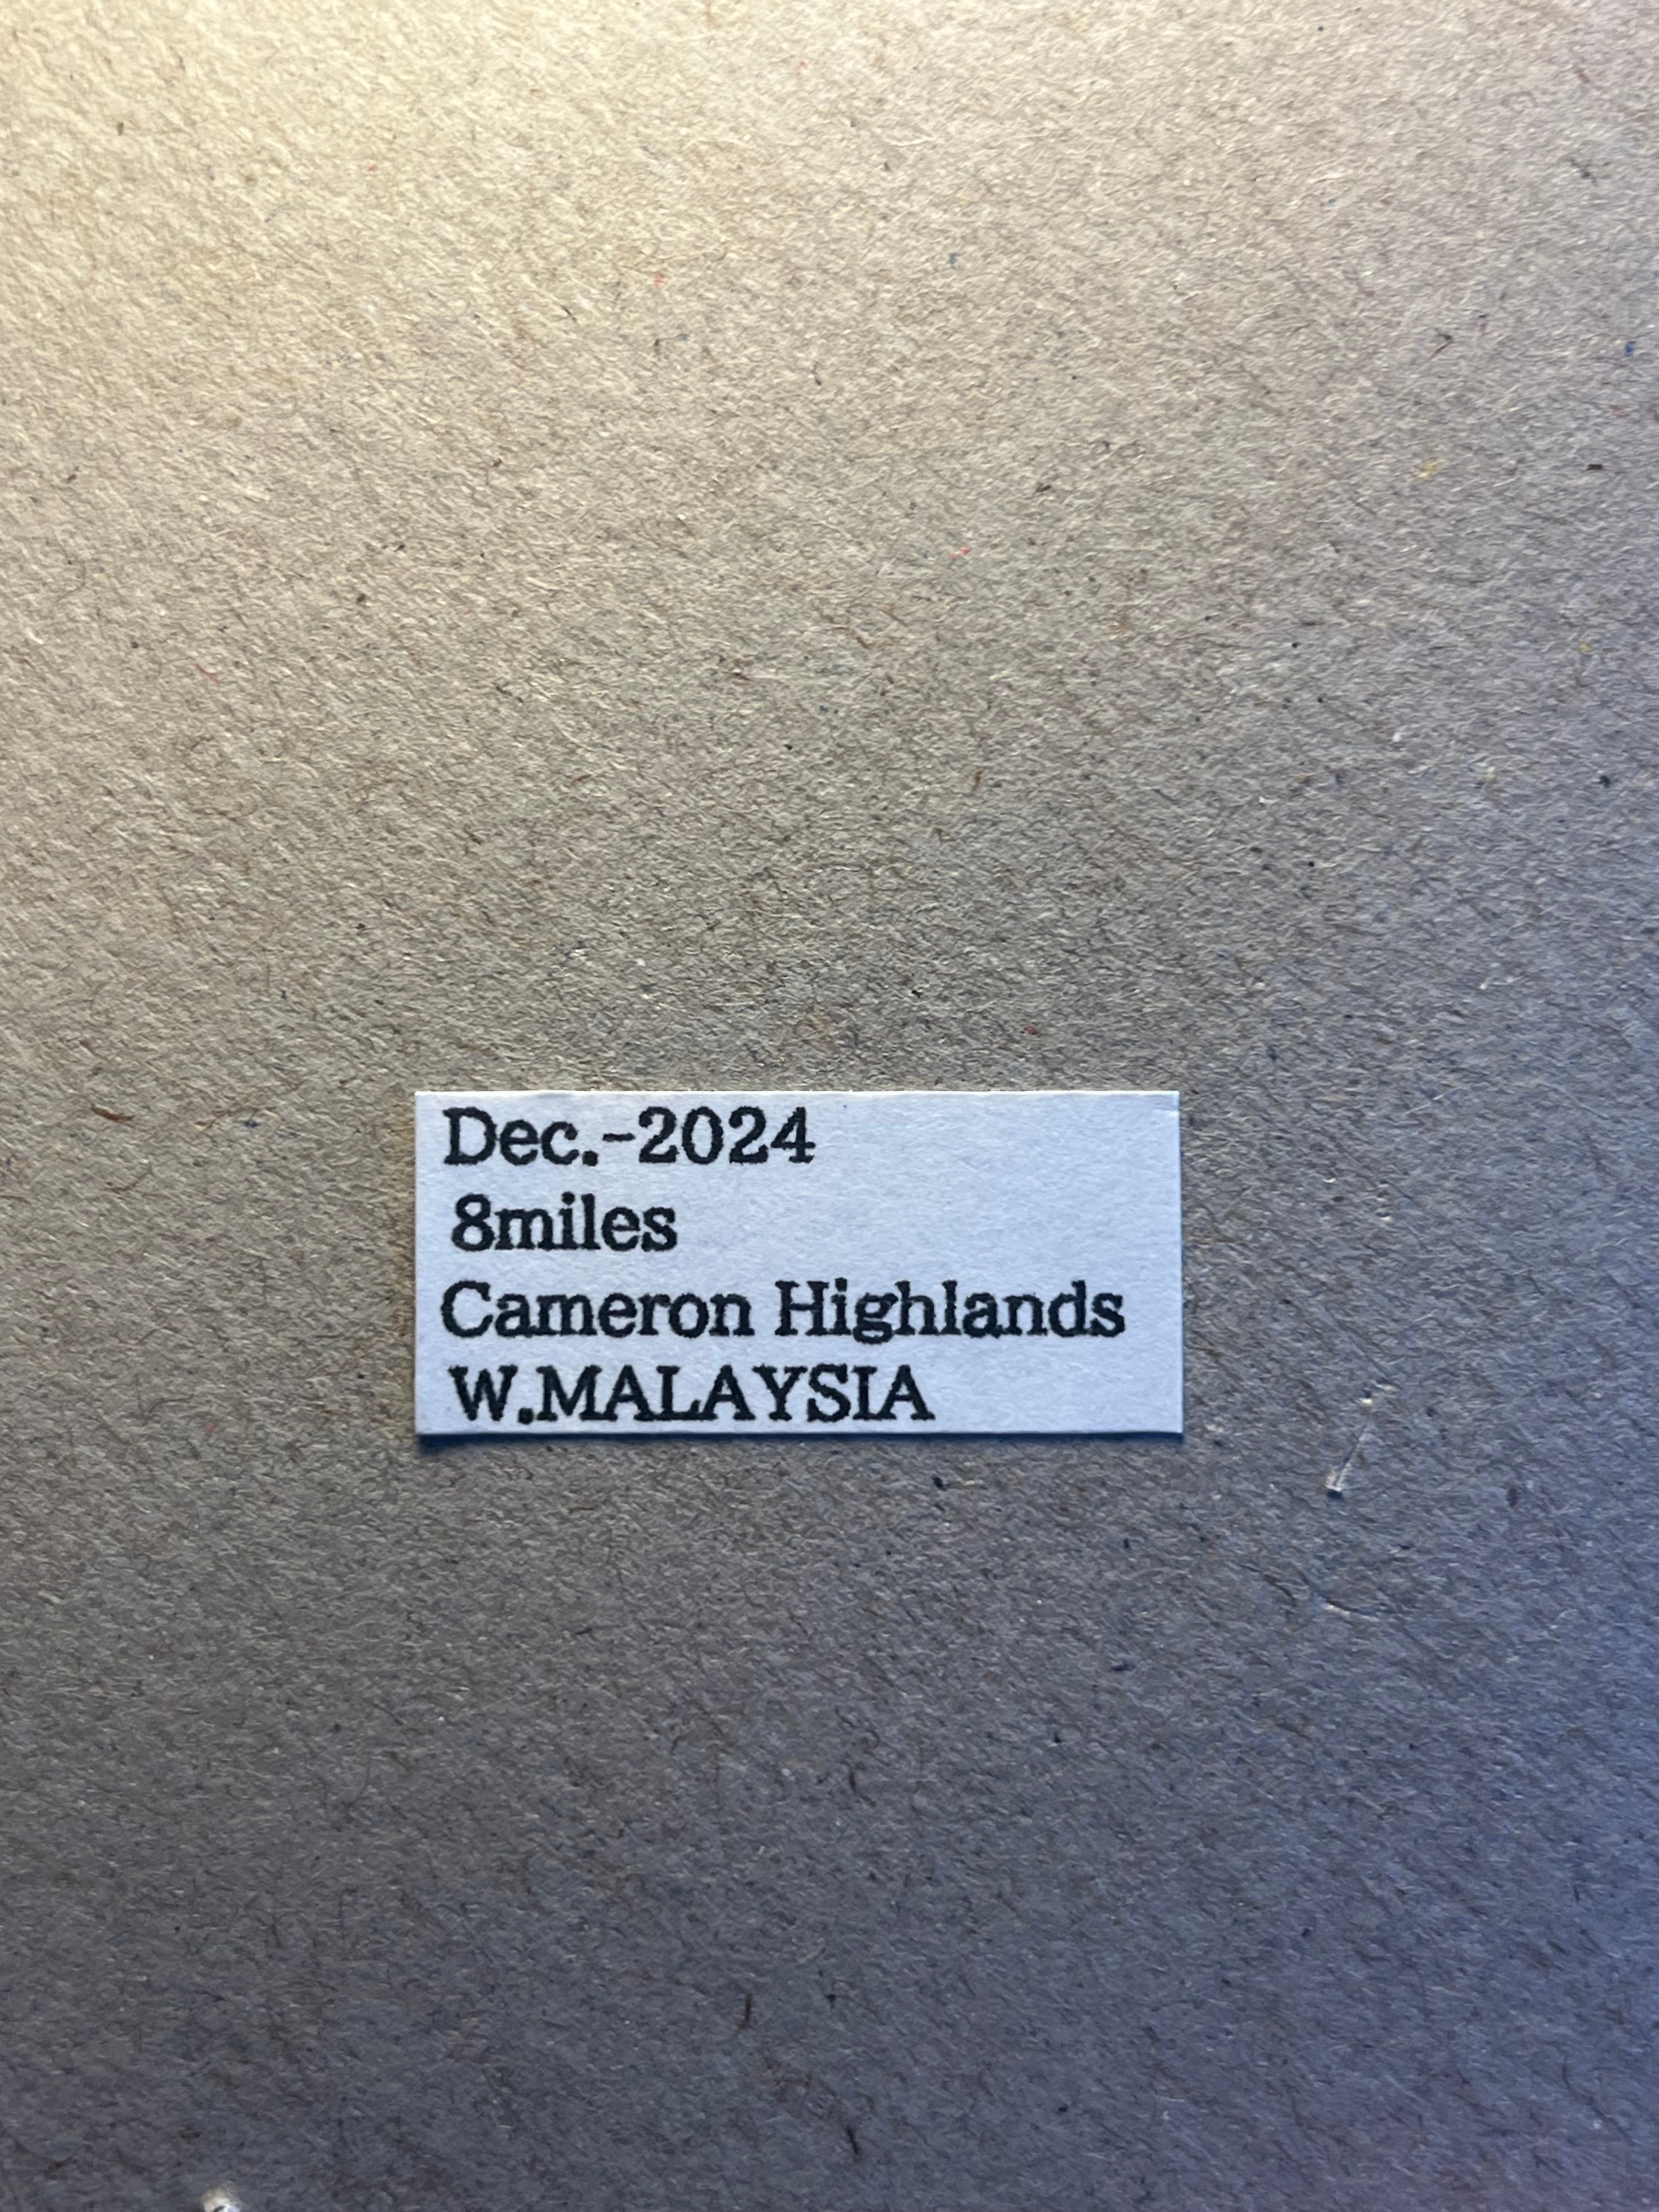 Dec.-2024
8miles
Cameron Highlands
W.MALAYSIA